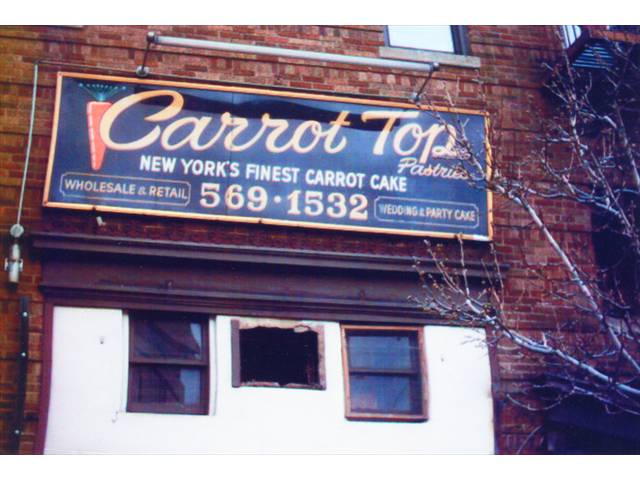 Carrot Top
Pastries
NEW YORK'S FINEST CARROT CAKE
WHOLESALE & RETAIL
569·1532
WEDDING & PARTY CAKE